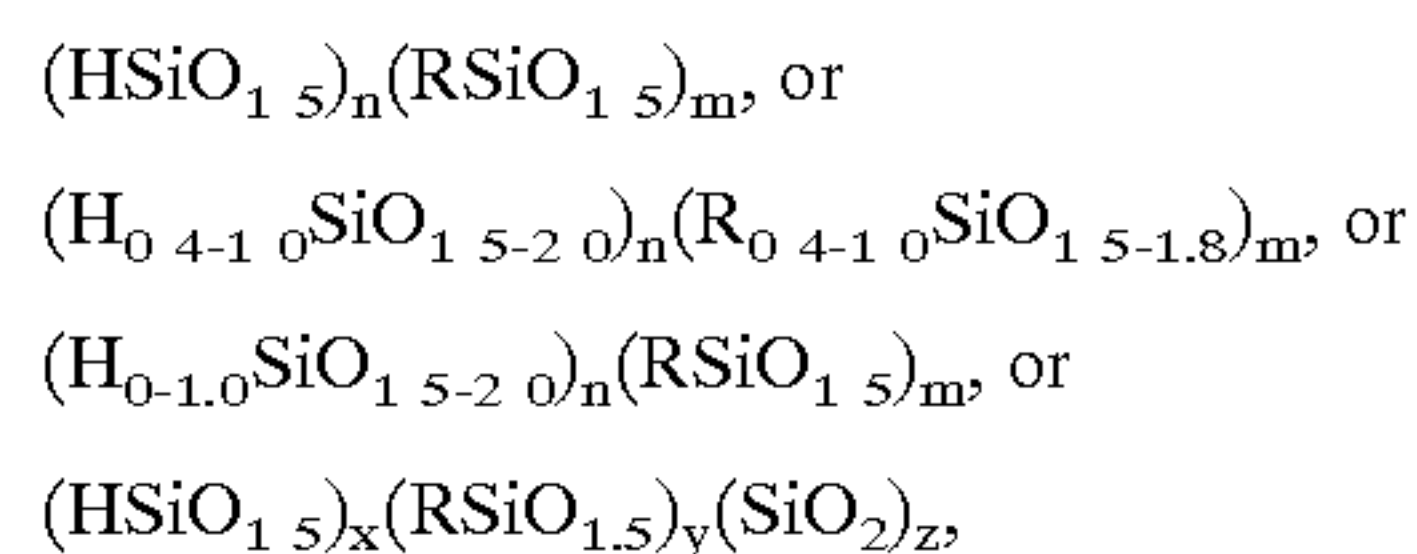 (HSiO₁ ₅)ₙ(RSiO₁ ₅)ₘ, or
(H₀ ₄₋₁ ₀SiO₁ ₅₋₂ ₀)ₙ(R₀ ₄₋₁ ₀SiO₁ ₅₋₁.₈)ₘ, or
(H₀₋₁.₀SiO₁ ₅₋₂ ₀)ₙ(RSiO₁ ₅)ₘ, or
(HSiO₁ ₅)ₓ(RSiO₁.₅)y(SiO₂)z,